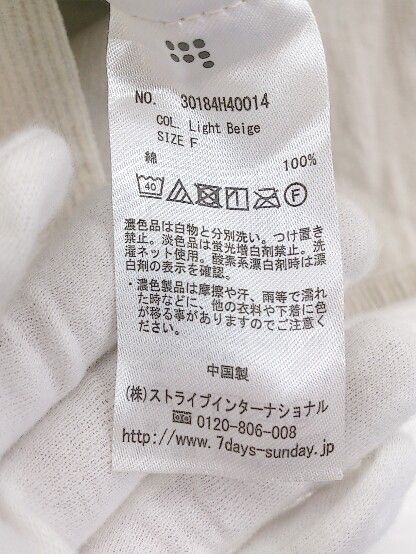 NO. 30184H40014
COL. Light Beige
SIZE F
綿 100%
40 F
濃色品は白物と分別洗い。つけ置き
禁止。淡色品は蛍光増白剤禁止。洗
濯ネット使用。酸素系漂白剤時は漂
白剤の表示を確認。
・濃色製品は摩擦や汗、雨等で濡れ
た時などに、他の衣料や下着に色
が移る事がありますのでご注意く
ださい。
中国製
(株)ストライプインターナショナル
0120-806-008
http://www.7days-sunday.jp